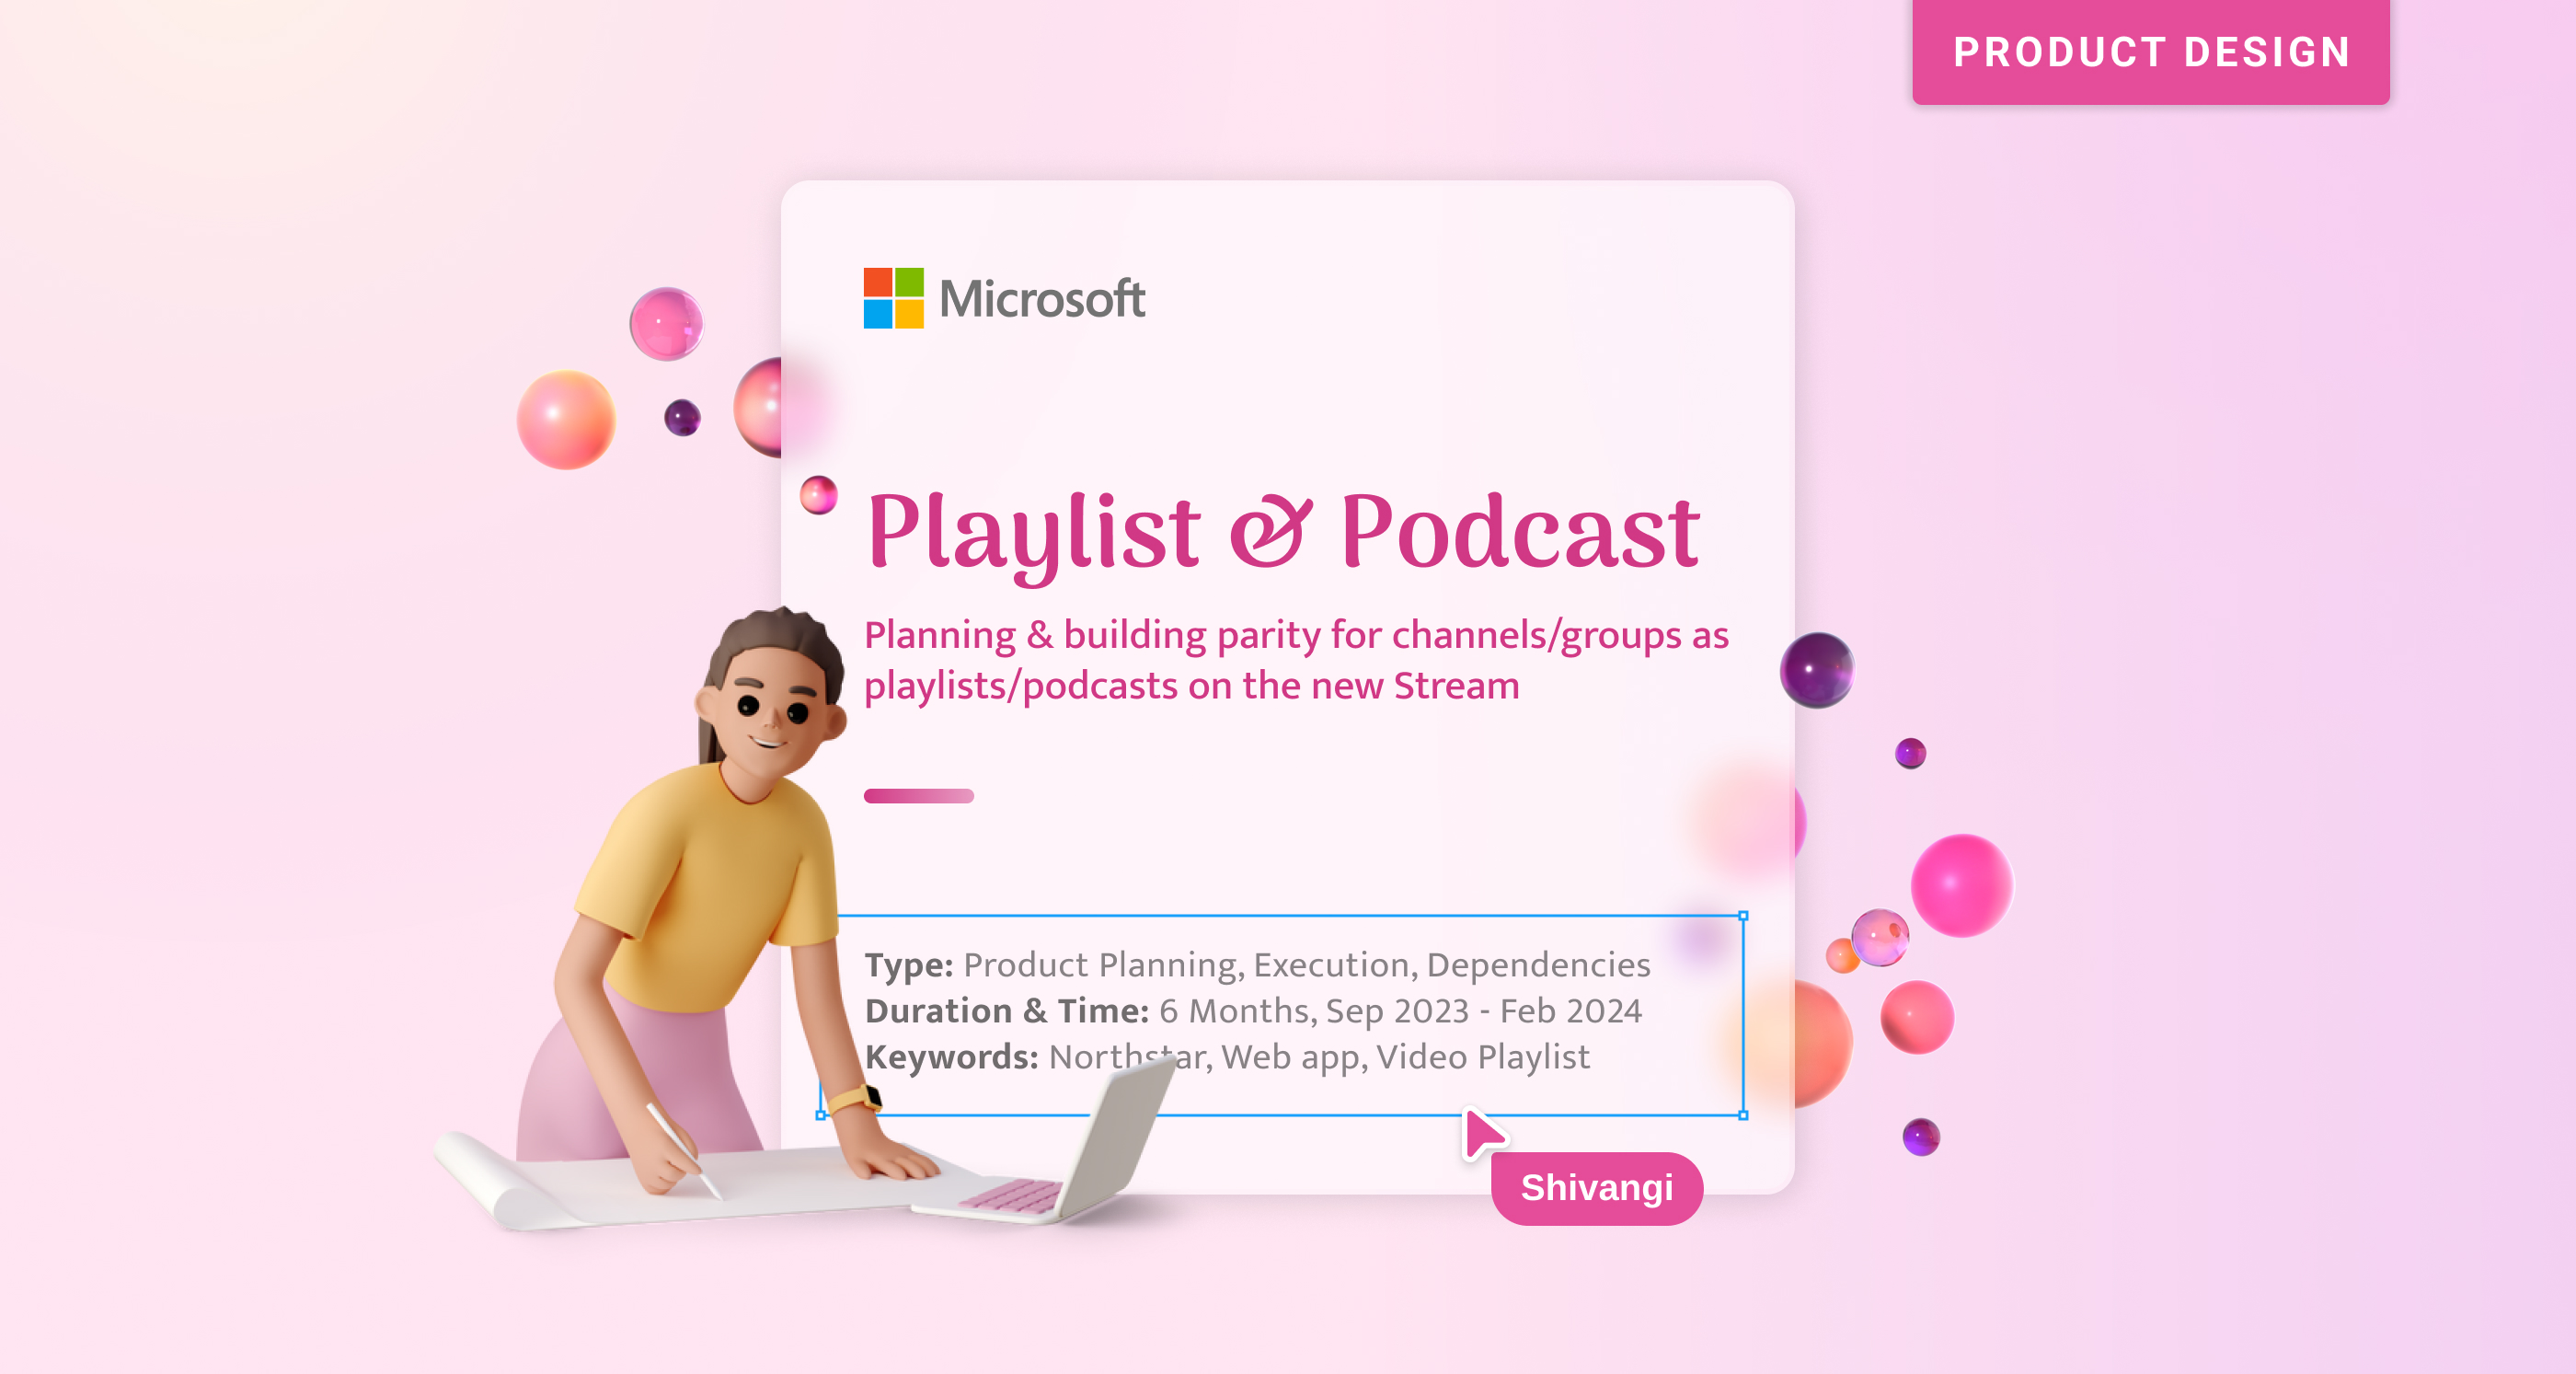 PRODUCT DESIGN
Microsoft
Playlist & Podcast
Planning & building parity for channels/groups as
playlists/podcasts on the new Stream
Type: Product Planning, Execution, Dependencies
Duration & Time: 6 Months, Sep 2023 - Feb 2024
Keywords: Northstar, Web app, Video Playlist
Shivangi